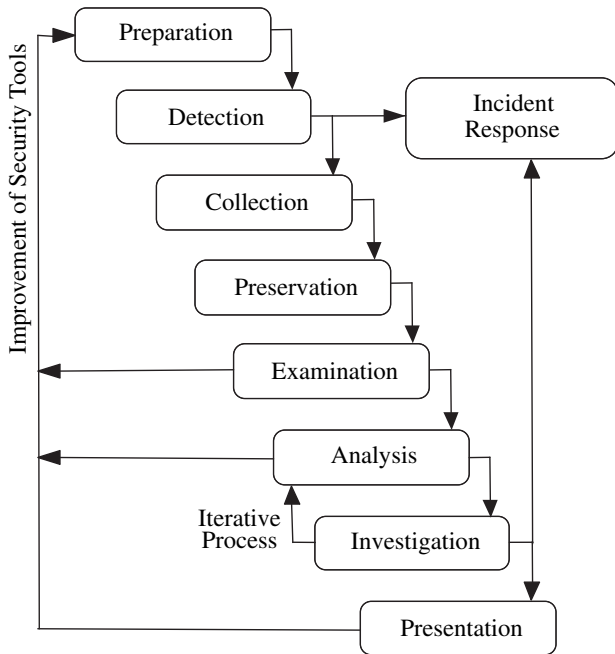 Preparation
Improvement of Security Tools
Detection
Incident
Response
Collection
Preservation
Examination
Analysis
Iterative
Process
Investigation
Presentation